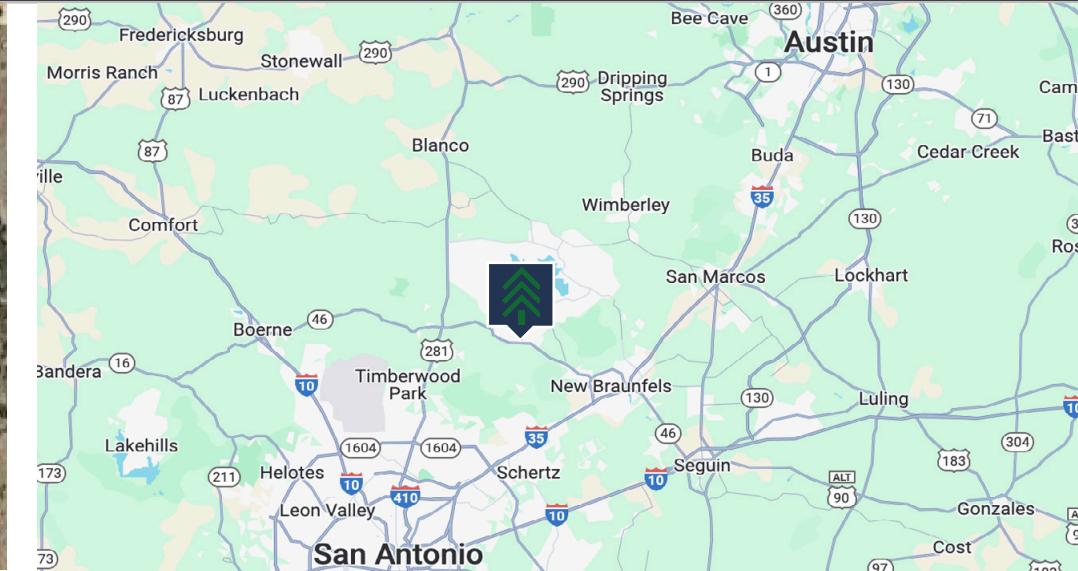 290
Fredericksburg
Stonewall
290
Bee Cave
360
Austin
Morris Ranch
87
Luckenbach
290
Dripping
Springs
1
130
Cam
71
87
Blanco
Buda
Cedar Creek
Bast
ville
Comfort
Wimberley
35
130
Ros
San Marcos
Lockhart
Boerne
46
281
Bandera
16
10
Timberwood
Park
New Braunfels
130
Luling
10
Lakehills
1604
1604
35
46
304
173
211
Helotes
10
410
Schertz
10
Seguin
183
ALT
90
Leon Valley
10
Gonzales
San Antonio
Cost
73
97